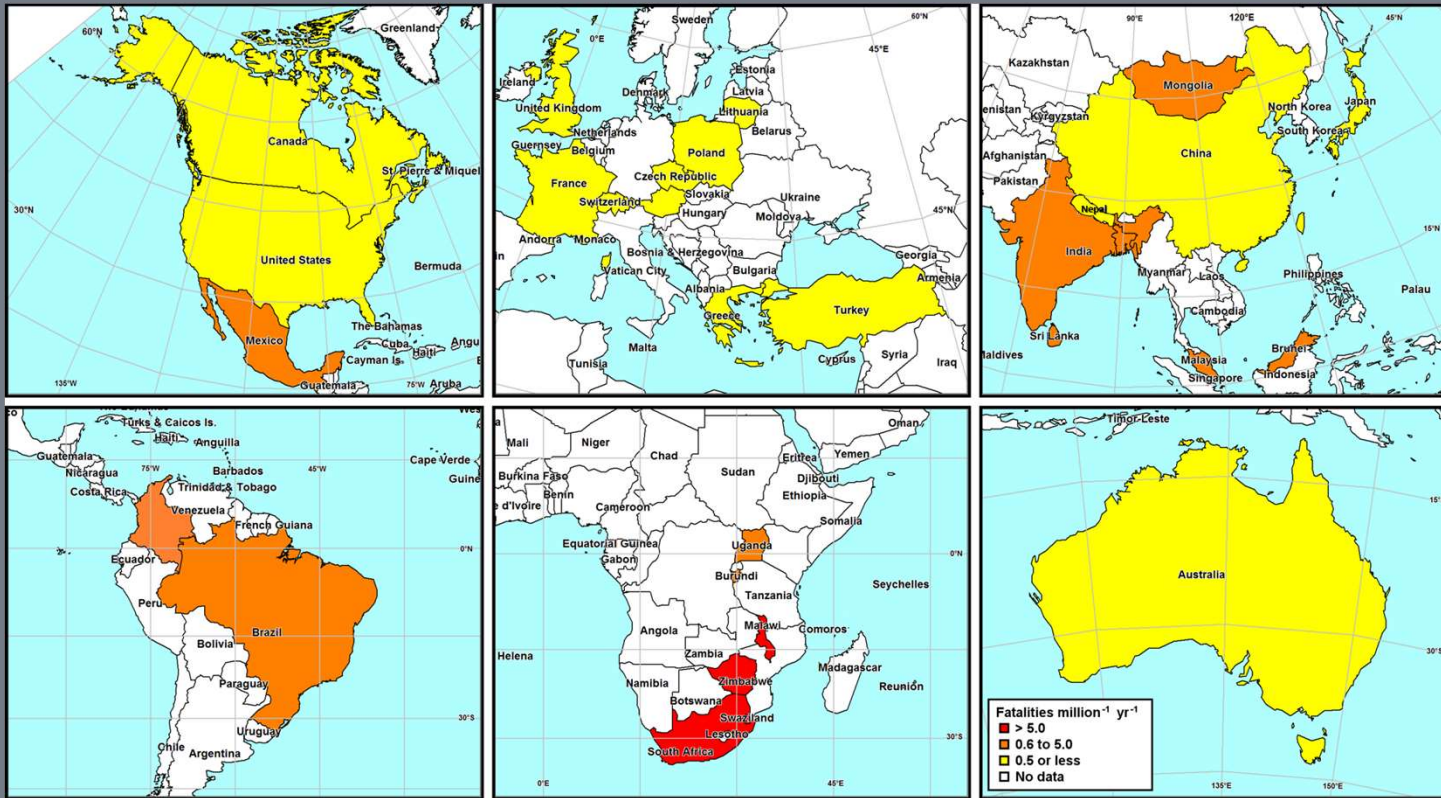 60°N
Greenland
Canada
St. Pierre & Miquel
30°N
United States
Bermuda
The Bahamas
Mexico
Cuba
Angu
Cayman Is.
Haiti
Guatemala
135°W
75°W
Aruba
Sweden
60°N
0°E
45°E
Ireland
Estonia
Denmark
Latvia
United Kingdom
Lithuania
Netherlands
Belarus
Guernsey
Belgium
Poland
France
Czech Republic
Slovakia
Ukraine
Switzerland
Hungary
Moldova
45°N
Andorra
Monaco
Bosnia & Herzegovina
Georgia
Vatican City
Bulgaria
Armenia
Albania
Greece
Turkey
Malta
Tunisia
Cyprus
Syria
Iraq
90°E
120°E
45°N
Kazakhstan
Mongolia
enistan
Kyrgyzstan
North Korea
Japan
South Korea
Afghanistan
China
Pakistan
Nepal
15°N
India
Myanmar
Laos
Philippines
Palau
Cambodia
Sri Lanka
Maldives
Malaysia
Brunei
Singapore
Indonesia
Turks & Caicos Is.
Haiti
Anguilla
Guatemala
75°W
45°W
Cape Verde
Nicaragua
Barbados
Guine
Costa Rica
Trinidad & Tobago
Venezuela
French Guiana
Ecuador
0°N
Peru
Brazil
Bolivia
Paraguay
30°S
Uruguay
Chile
Argentina
Oman
Mali
Niger
Chad
Eritrea
Yemen
Sudan
Burkina Faso
Djibouti
Benin
Ethiopia
e d'Ivoire
Cameroon
Somalia
Equatorial Guinea
Uganda
0°N
Gabon
Burundi
Seychelles
Tanzania
Angola
Malawi
Comoros
Helena
Zambia
Madagascar
Namibia
Zimbabwe
Reunión
Botswana
Swaziland
Lesotho
30°S
South Africa
0°E
45°E
Timor-Leste
15°S
Australia
30°S
Fatalities million⁻¹ yr⁻¹
> 5.0
0.6 to 5.0
0.5 or less
No data
135°E
150°E